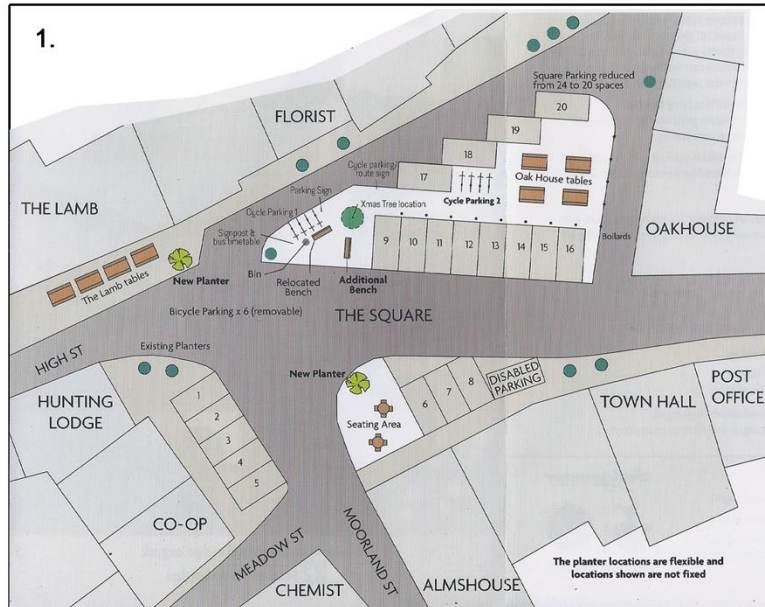 1.
Square Parking reduced
from 24 to 20 spaces
20
FLORIST
19
18
17
Cycle parking/
route sign
Oak House tables
Parking Sign
Cycle Parking 2
THE LAMB
Xmas Tree location
Cycle Parking 1
Signpost &
bus timetable
OAKHOUSE
Bollards
9
10
11
12
13
14
15
16
Bin
Relocated
Bench
Additional
Bench
New Planter
The Lamb tables
Bicycle Parking x 6 (removable)
THE SQUARE
HIGH ST
Existing Planters
New Planter
DISABLED
PARKING
POST
OFFICE
HUNTING
LODGE
1
2
3
4
5
6
7
8
TOWN HALL
Seating Area
CO-OP
MEADOW ST
MOORLAND ST
CHEMIST
ALMSHOUSE
The planter locations are flexible and
locations shown are not fixed